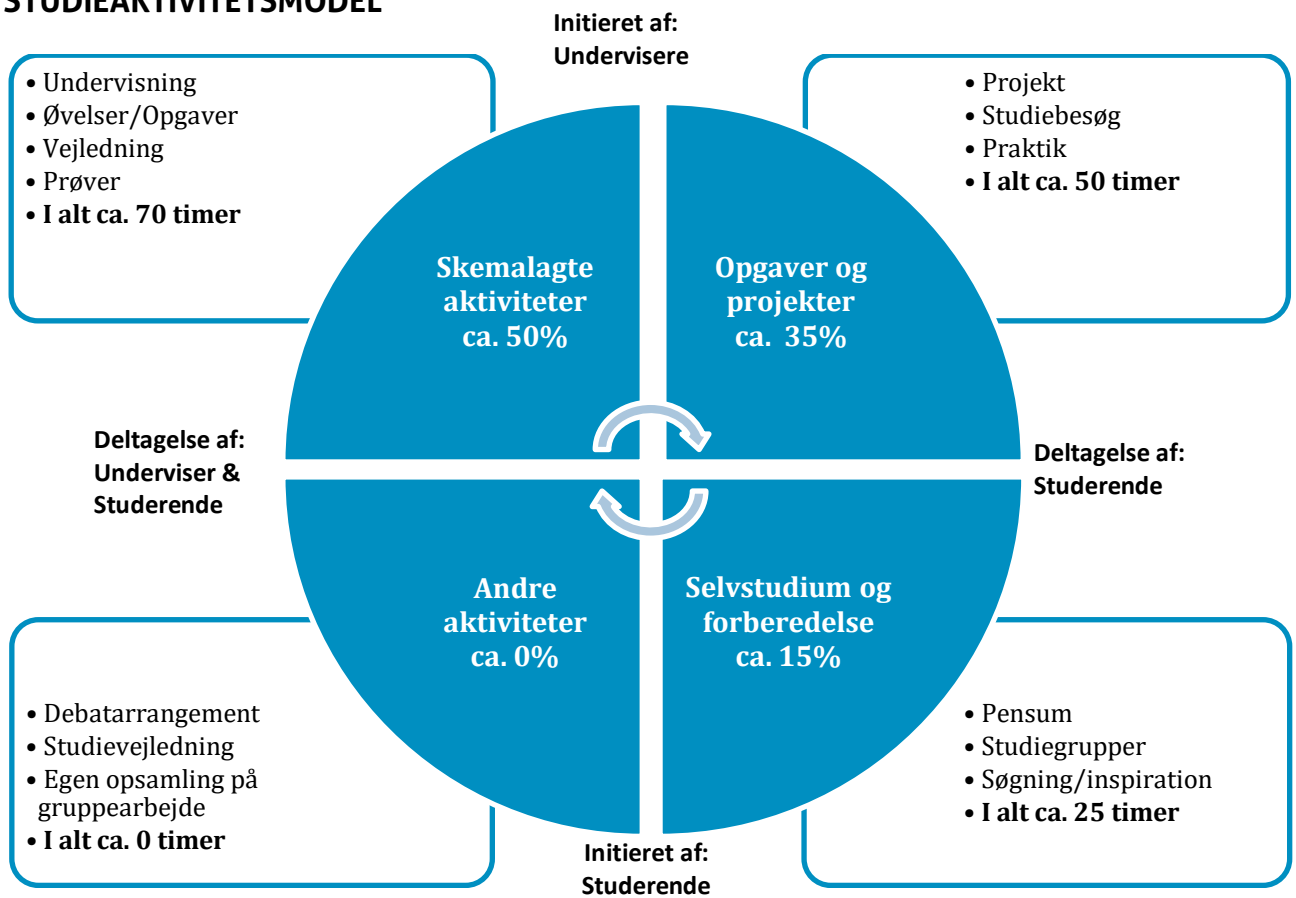 STUDIEAKTIVITETSMODEL
Initieret af:
Undervisere
• Undervisning
• Øvelser/Opgaver
• Vejledning
• Prøver
• I alt ca. 70 timer
• Projekt
• Studiebesøg
• Praktik
• I alt ca. 50 timer
Skemalagte
aktiviteter
ca. 50%
Opgaver og
projekter
ca. 35%
Deltagelse af:
Underviser &
Studerende
Deltagelse af:
Studerende
Andre
aktiviteter
ca. 0%
Selvstudium og
forberedelse
ca. 15%
• Debatarrangement
• Studievejledning
• Egen opsamling på
gruppearbejde
• I alt ca. 0 timer
• Pensum
• Studiegrupper
• Søgning/inspiration
• I alt ca. 25 timer
Initieret af:
Studerende